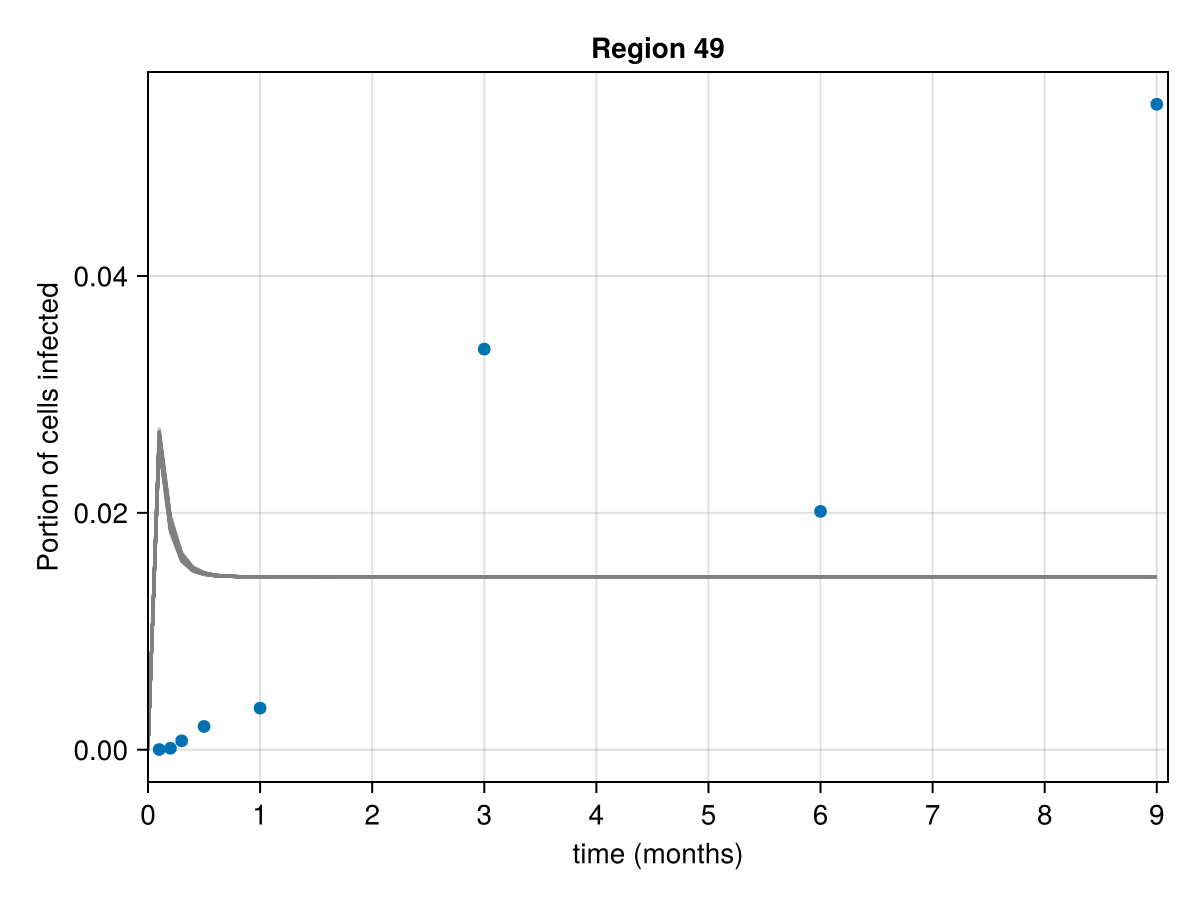 Region 49
Portion of cells infected
0.04
0.02
0.00
0 1 2 3 4 5 6 7 8 9
time (months)